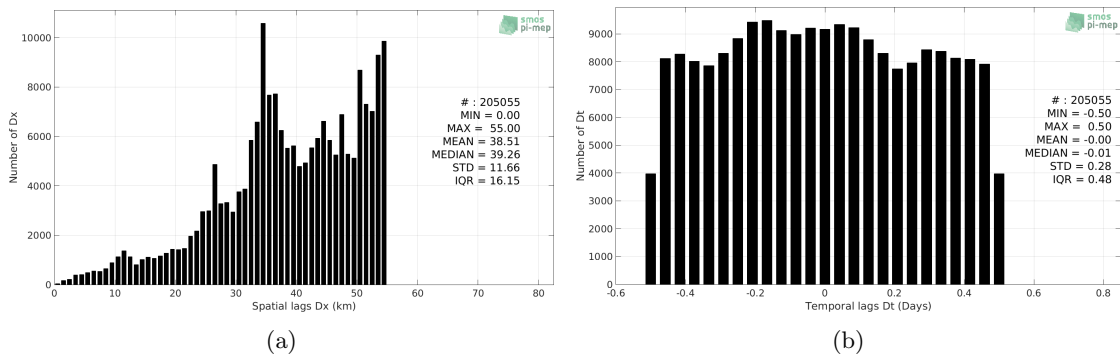 smos
pi-mep
10000
8000
6000
4000
2000
0
Number of Dx
# : 205055
MIN = 0.00
MAX = 55.00
MEAN = 38.51
MEDIAN = 39.26
STD = 11.66
IQR = 16.15
0 10 20 30 40 50 60 70 80
Spatial lags Dx (km)
(a)
smos
pi-mep
9000
8000
7000
6000
5000
4000
3000
2000
1000
0
Number of Dt
# : 205055
MIN = -0.50
MAX = 0.50
MEAN = -0.00
MEDIAN = -0.01
STD = 0.28
IQR = 0.48
-0.6 -0.4 -0.2 0 0.2 0.4 0.6 0.8
Temporal lags Dt (Days)
(b)